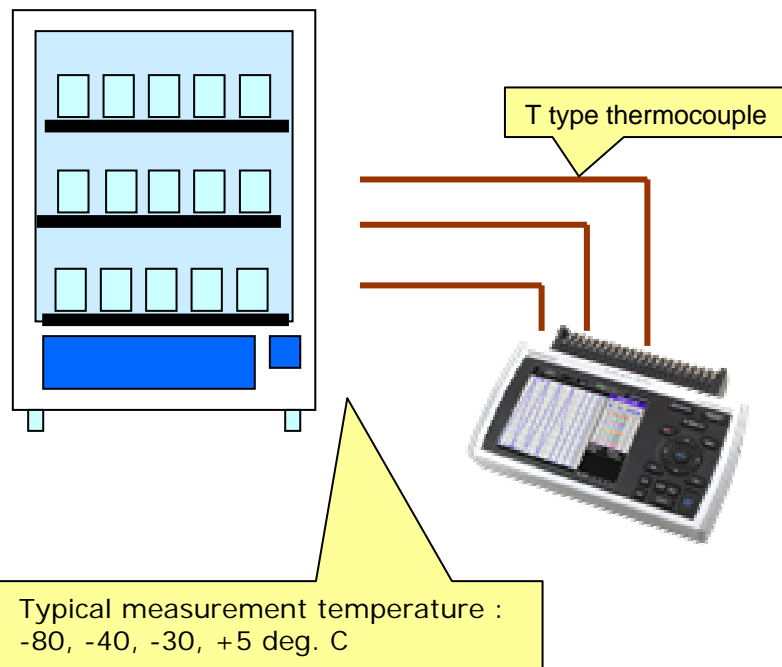 T type thermocouple
Typical measurement temperature :
-80, -40, -30, +5 deg. C